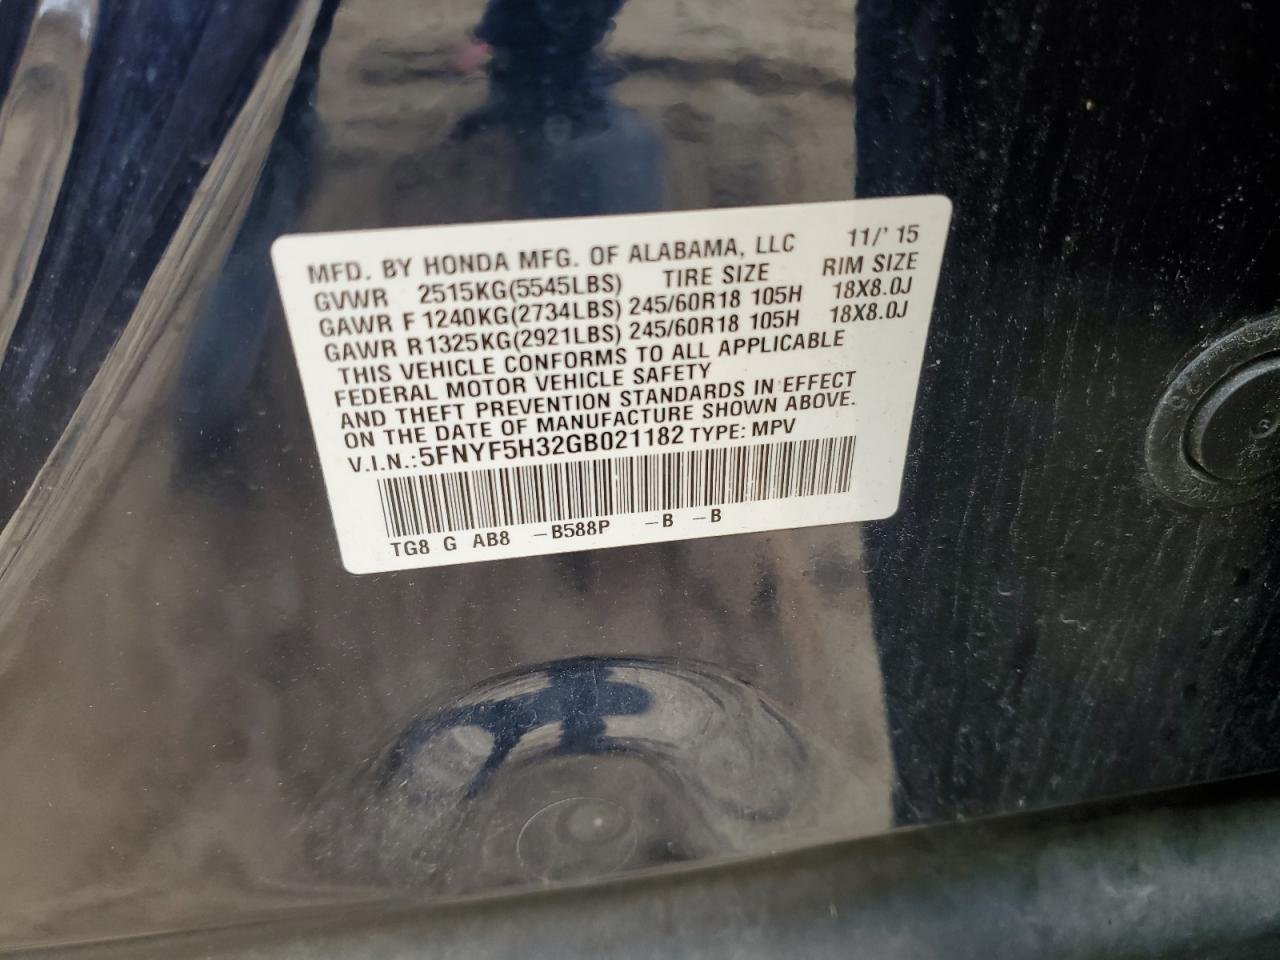 MFD. BY HONDA MFG. OF ALABAMA, LLC 11/' 15
GVWR 2515KG(5545LBS) TIRE SIZE RIM SIZE
GAWR F 1240KG(2734LBS) 245/60R18 105H 18X8.0J
GAWR R1325KG(2921LBS) 245/60R18 105H 18X8.0J
THIS VEHICLE CONFORMS TO ALL APPLICABLE
FEDERAL MOTOR VEHICLE SAFETY
AND THEFT PREVENTION STANDARDS IN EFFECT
ON THE DATE OF MANUFACTURE SHOWN ABOVE.
V.I.N.:5FNYF5H32GB021182 TYPE: MPV
TG8 G AB8 -B588P -B -B